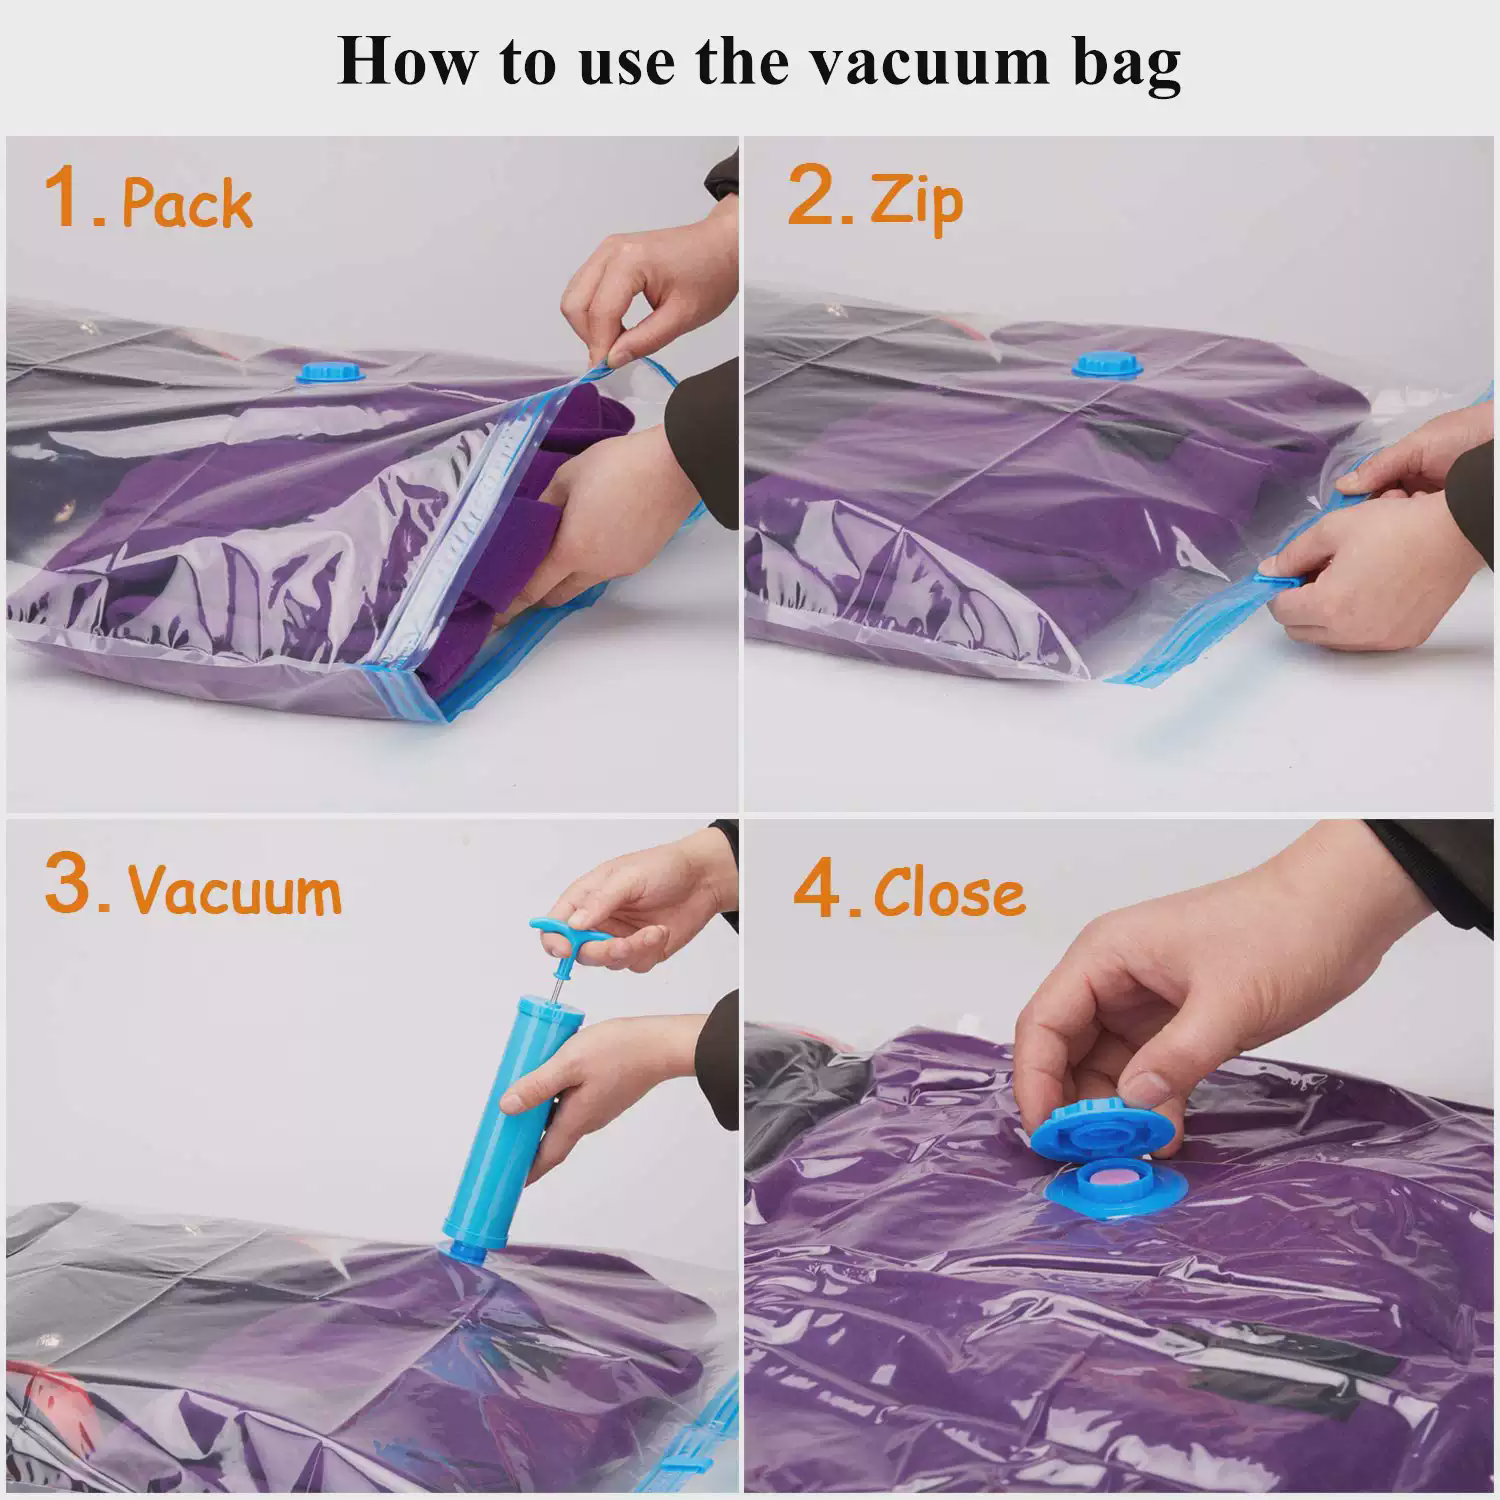 How to use the vacuum bag
1. Pack
2. Zip
3. Vacuum
4. Close